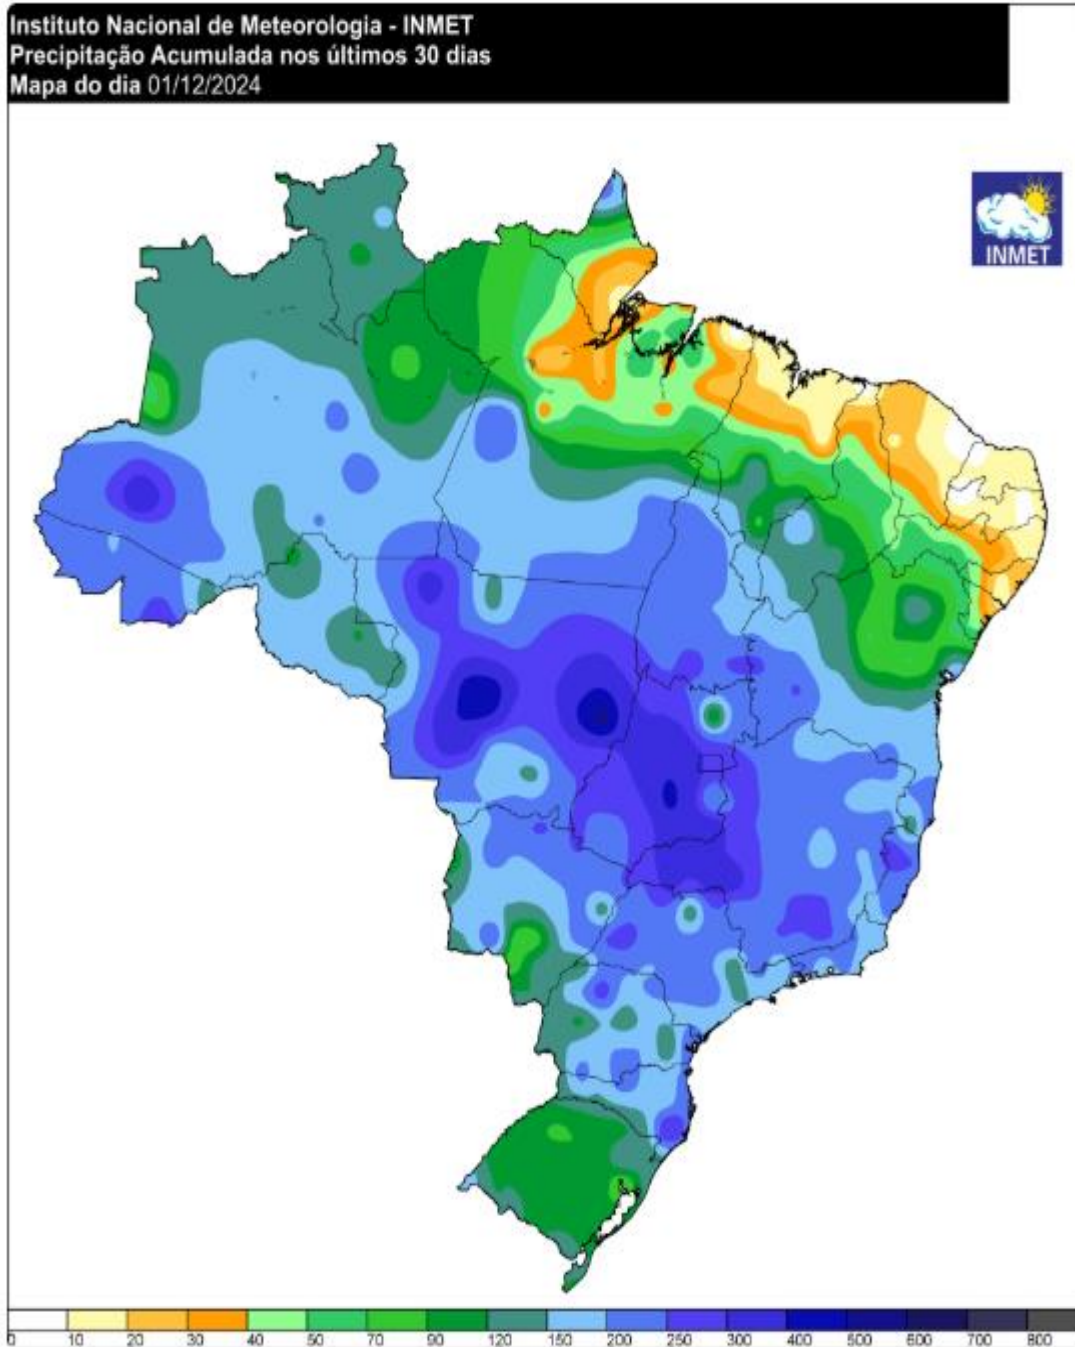 Instituto Nacional de Meteorologia - INMET
Precipitação Acumulada nos últimos 30 dias
Mapa do dia 01/12/2024
INMET
0 10 20 30 40 50 70 90 120 150 200 250 300 400 500 600 700 800